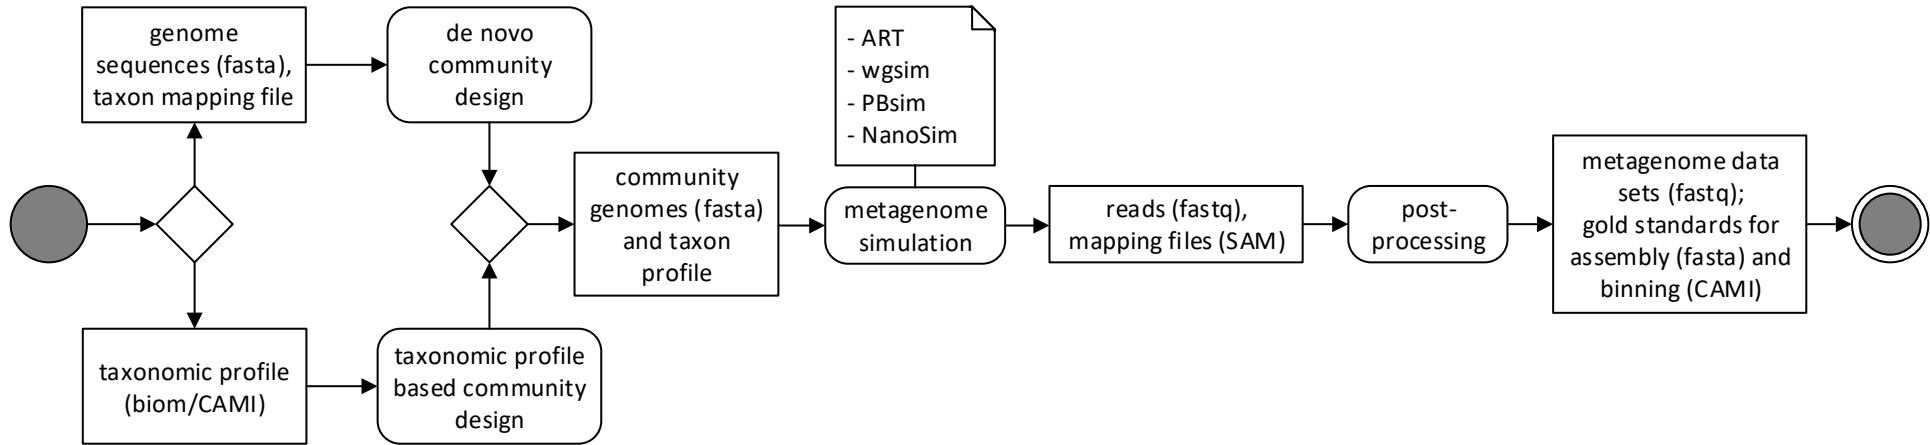 genome
sequences (fasta),
taxon mapping file
de novo
community
design
- ART
- wgsim
- PBsim
- NanoSim
community
genomes (fasta)
and taxon
profile
metagenome
simulation
reads (fastq),
mapping files (SAM)
post-
processing
metagenome data
sets (fastq);
gold standards for
assembly (fasta) and
binning (CAMI)
taxonomic profile
(biom/CAMI)
taxonomic profile
based community
design